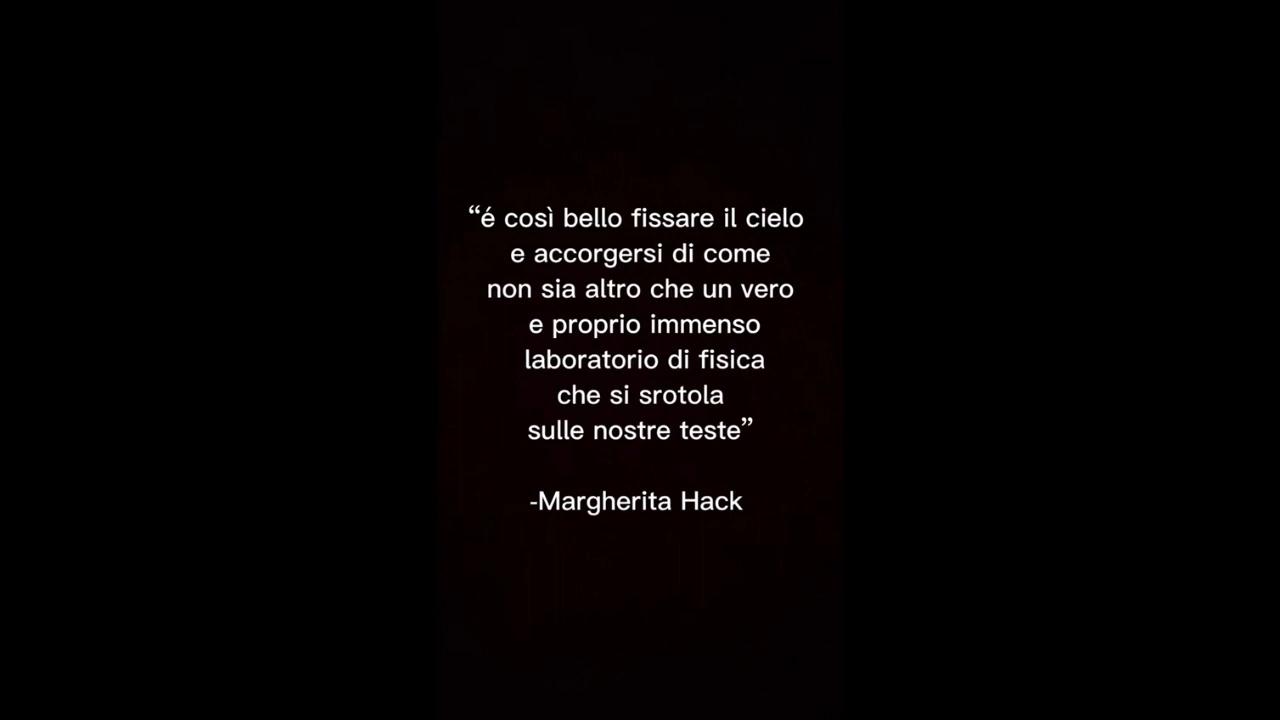 “é così bello fissare il cielo
e accorgersi di come
non sia altro che un vero
e proprio immenso
laboratorio di fisica
che si srotola
sulle nostre teste”
-Margherita Hack